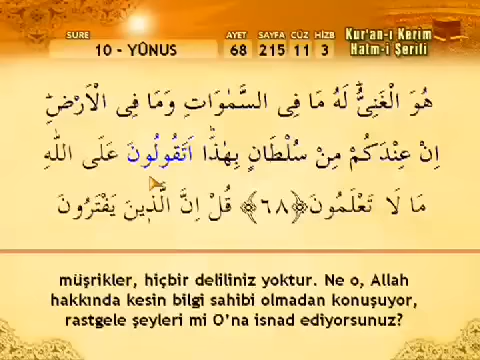 SURE AYET SAYFA CÜZ HİZB Kur'an-ı Kerim
10 - YÛNUS 68 215 11 3 Hatm-i Şerifi
هُوَ الْغَنِيُّۜ لَهُ مَا فِى السَّمٰوَاتِ وَمَا فِى الْاَرْضِۜ
اِنْ عِنْدَكُمْ مِنْ سُلْطَانٍ بِهٰذَاۜ اَتَقُولُونَ عَلَى اللّٰهِ
مَا لَا تَعْلَمُونَ ﴿٦٨﴾ قُلْ اِنَّ الَّذ۪ينَ يَفْتَرُونَ
müşrikler, hiçbir deliliniz yoktur. Ne o, Allah
hakkında kesin bilgi sahibi olmadan konuşuyor,
rastgele şeyleri mi O’na isnad ediyorsunuz?